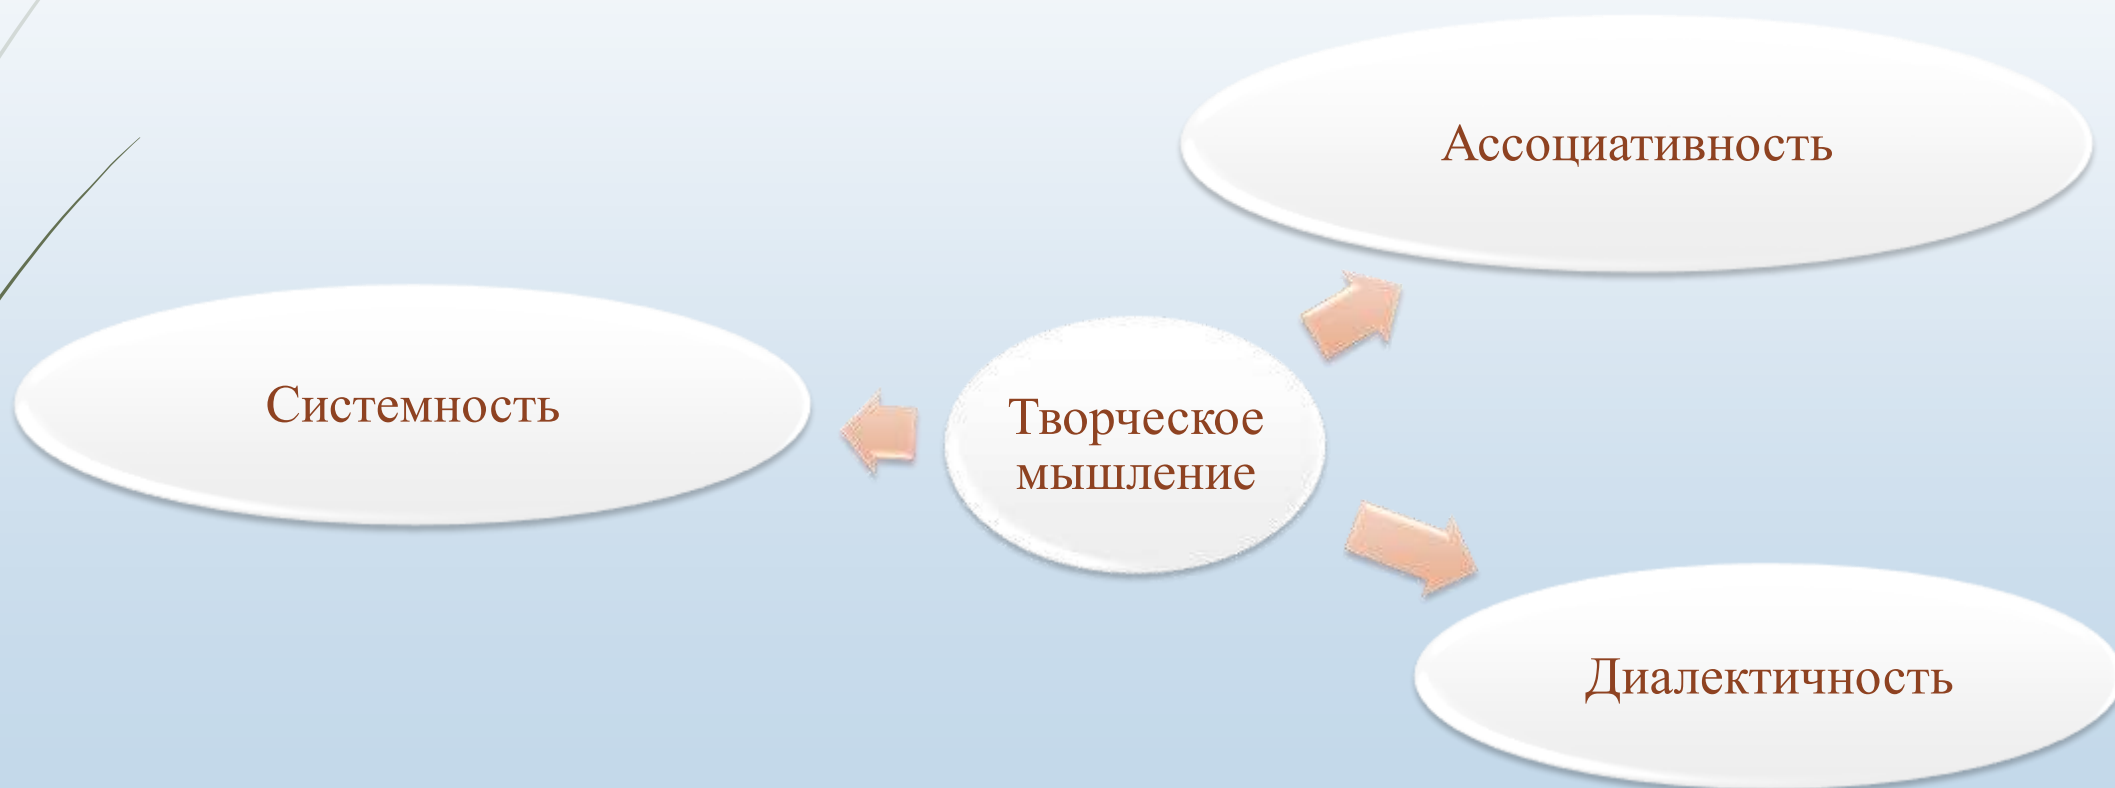 Ассоциативность
Системность
Творческое
мышление
Диалектичность